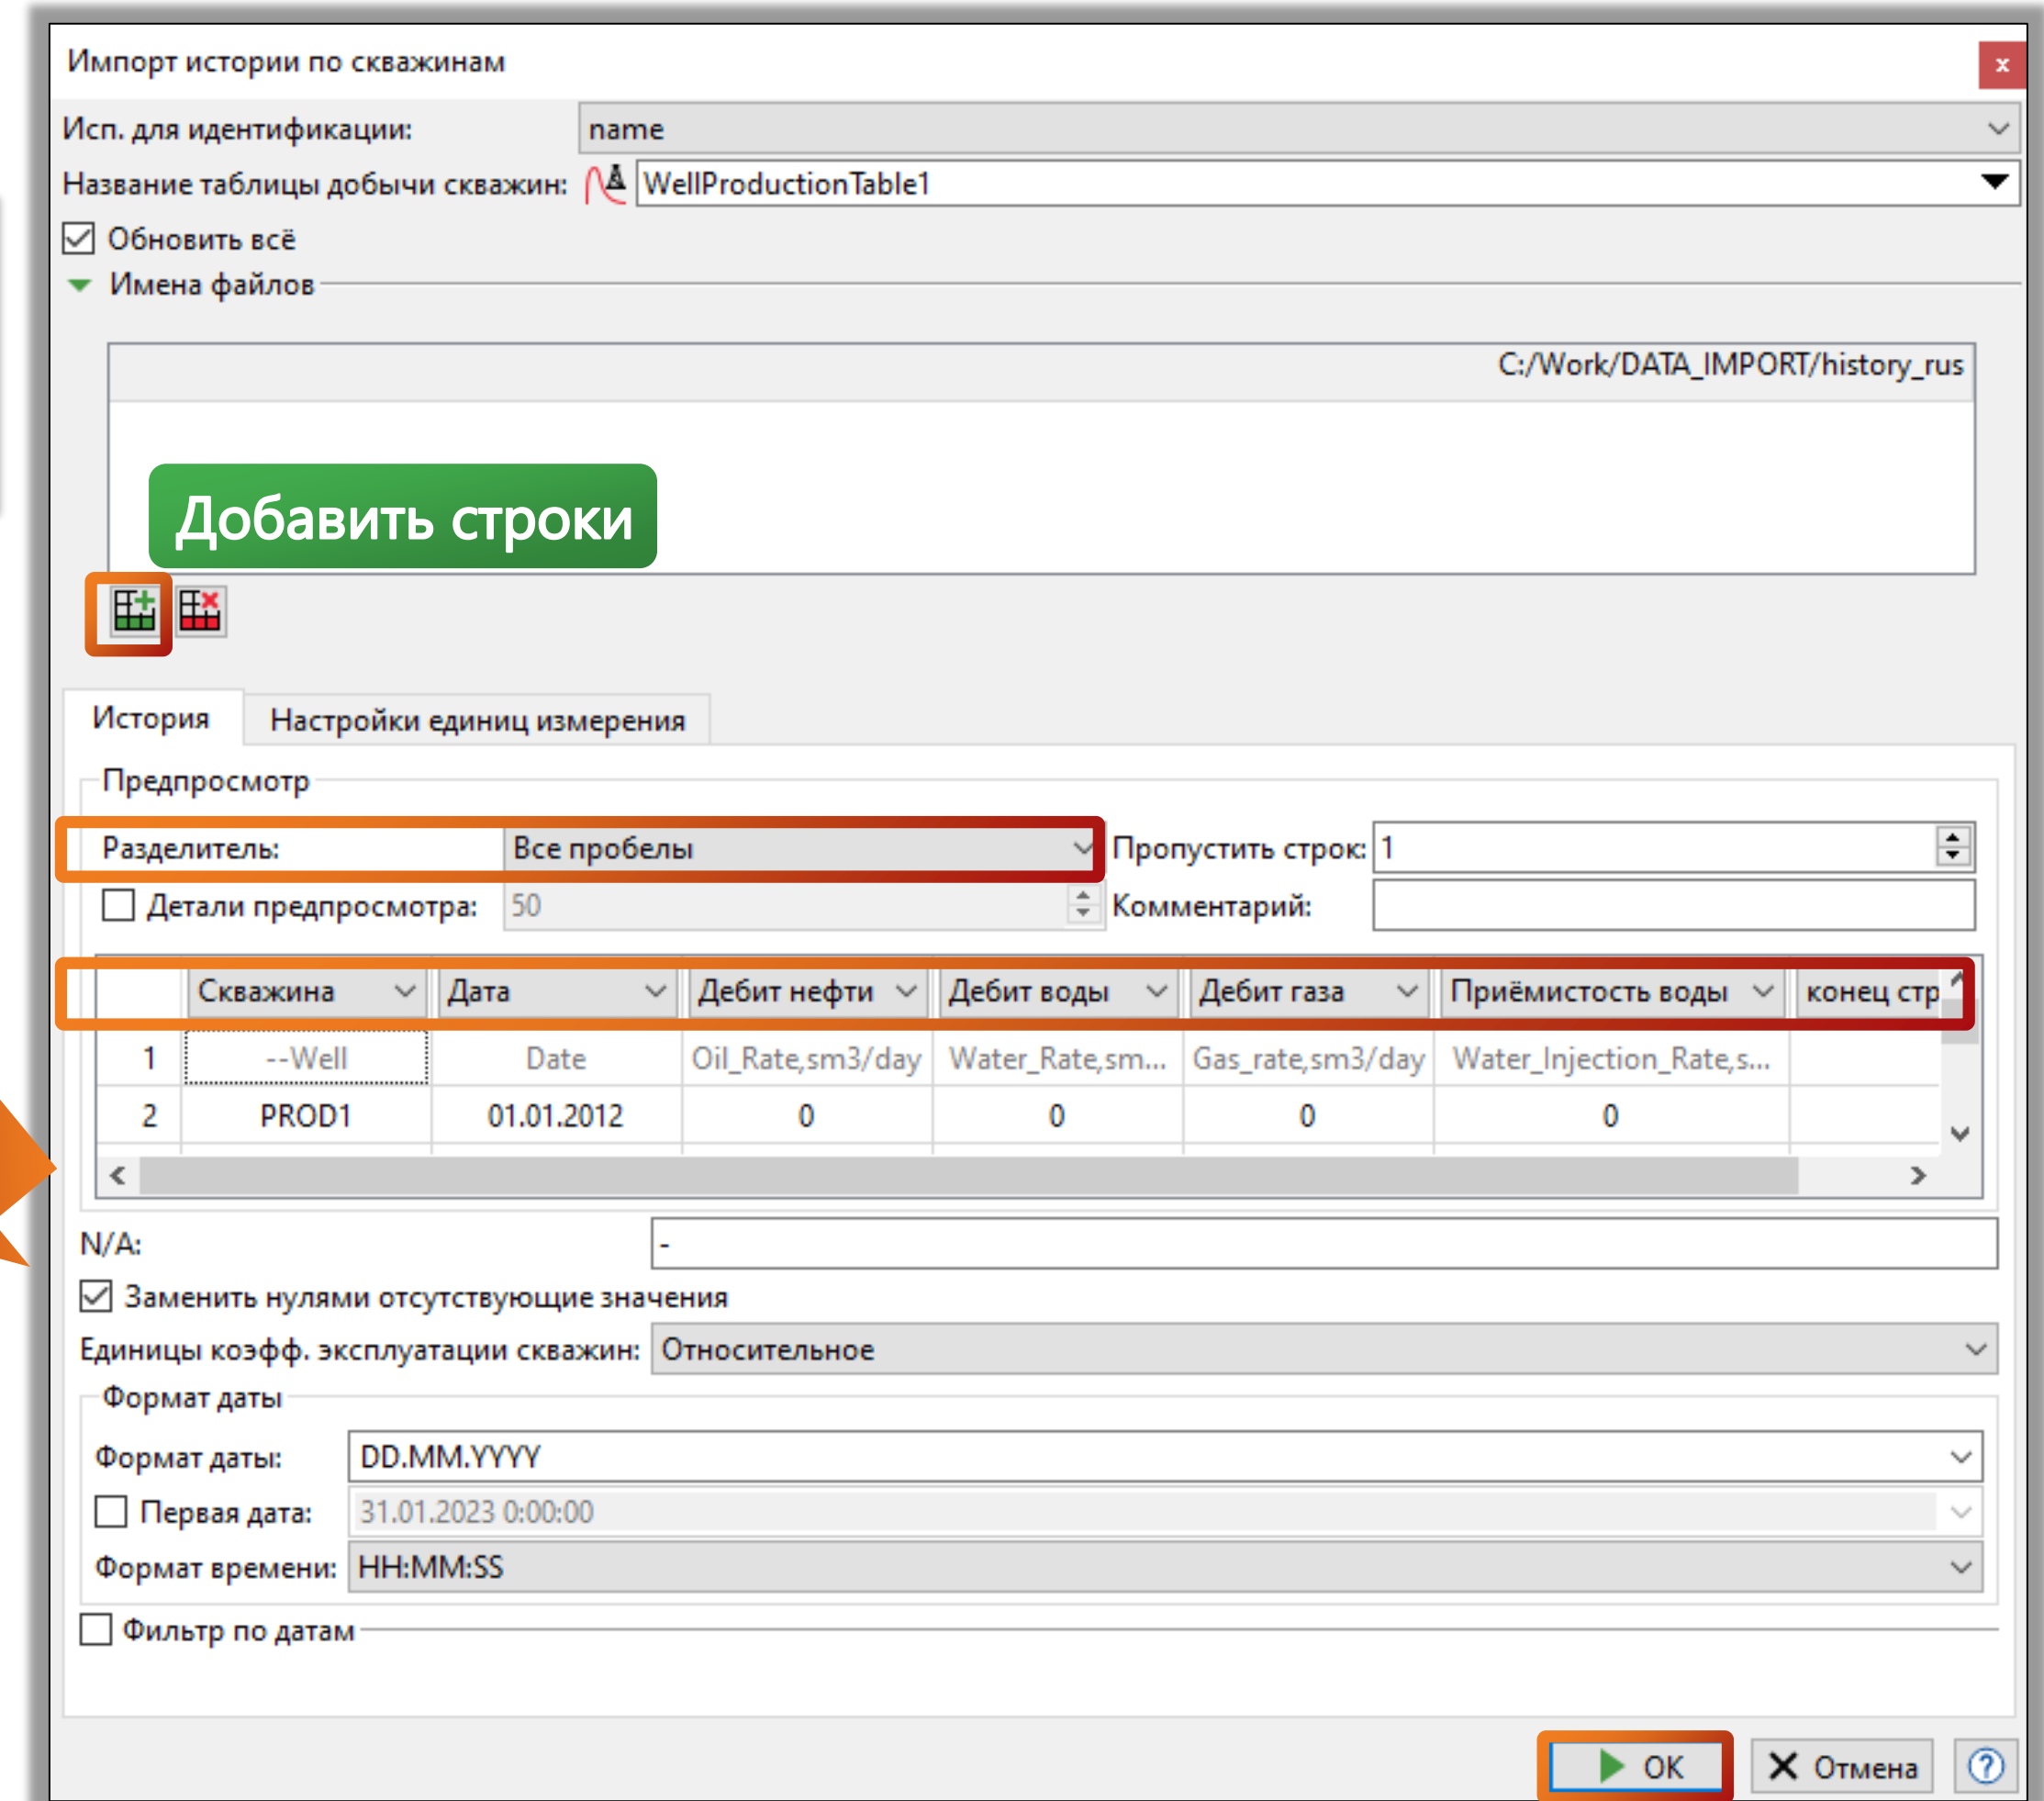 Импорт истории по скважинам
x
Исп. для идентификации: name
Название таблицы добычи скважин: WellProductionTable1
Обновить всё
Имена файлов
C:/Work/DATA_IMPORT/history_rus
Добавить строки
История Настройки единиц измерения
Предпросмотр
Разделитель: Все пробелы Пропустить строк: 1
Детали предпросмотра: 50 Комментарий:
Скважина Дата Дебит нефти Дебит воды Дебит газа Приёмистость воды конец стр
1 --Well Date Oil_Rate,sm3/day Water_Rate,sm... Gas_rate,sm3/day Water_Injection_Rate,s...
2 PROD1 01.01.2012 0 0 0 0
N/A: -
Заменить нулями отсутствующие значения
Единицы коэфф. эксплуатации скважин: Относительное
Формат даты
Формат даты: DD.MM.YYYY
Первая дата: 31.01.2023 0:00:00
Формат времени: HH:MM:SS
Фильтр по датам
OK Отмена ?